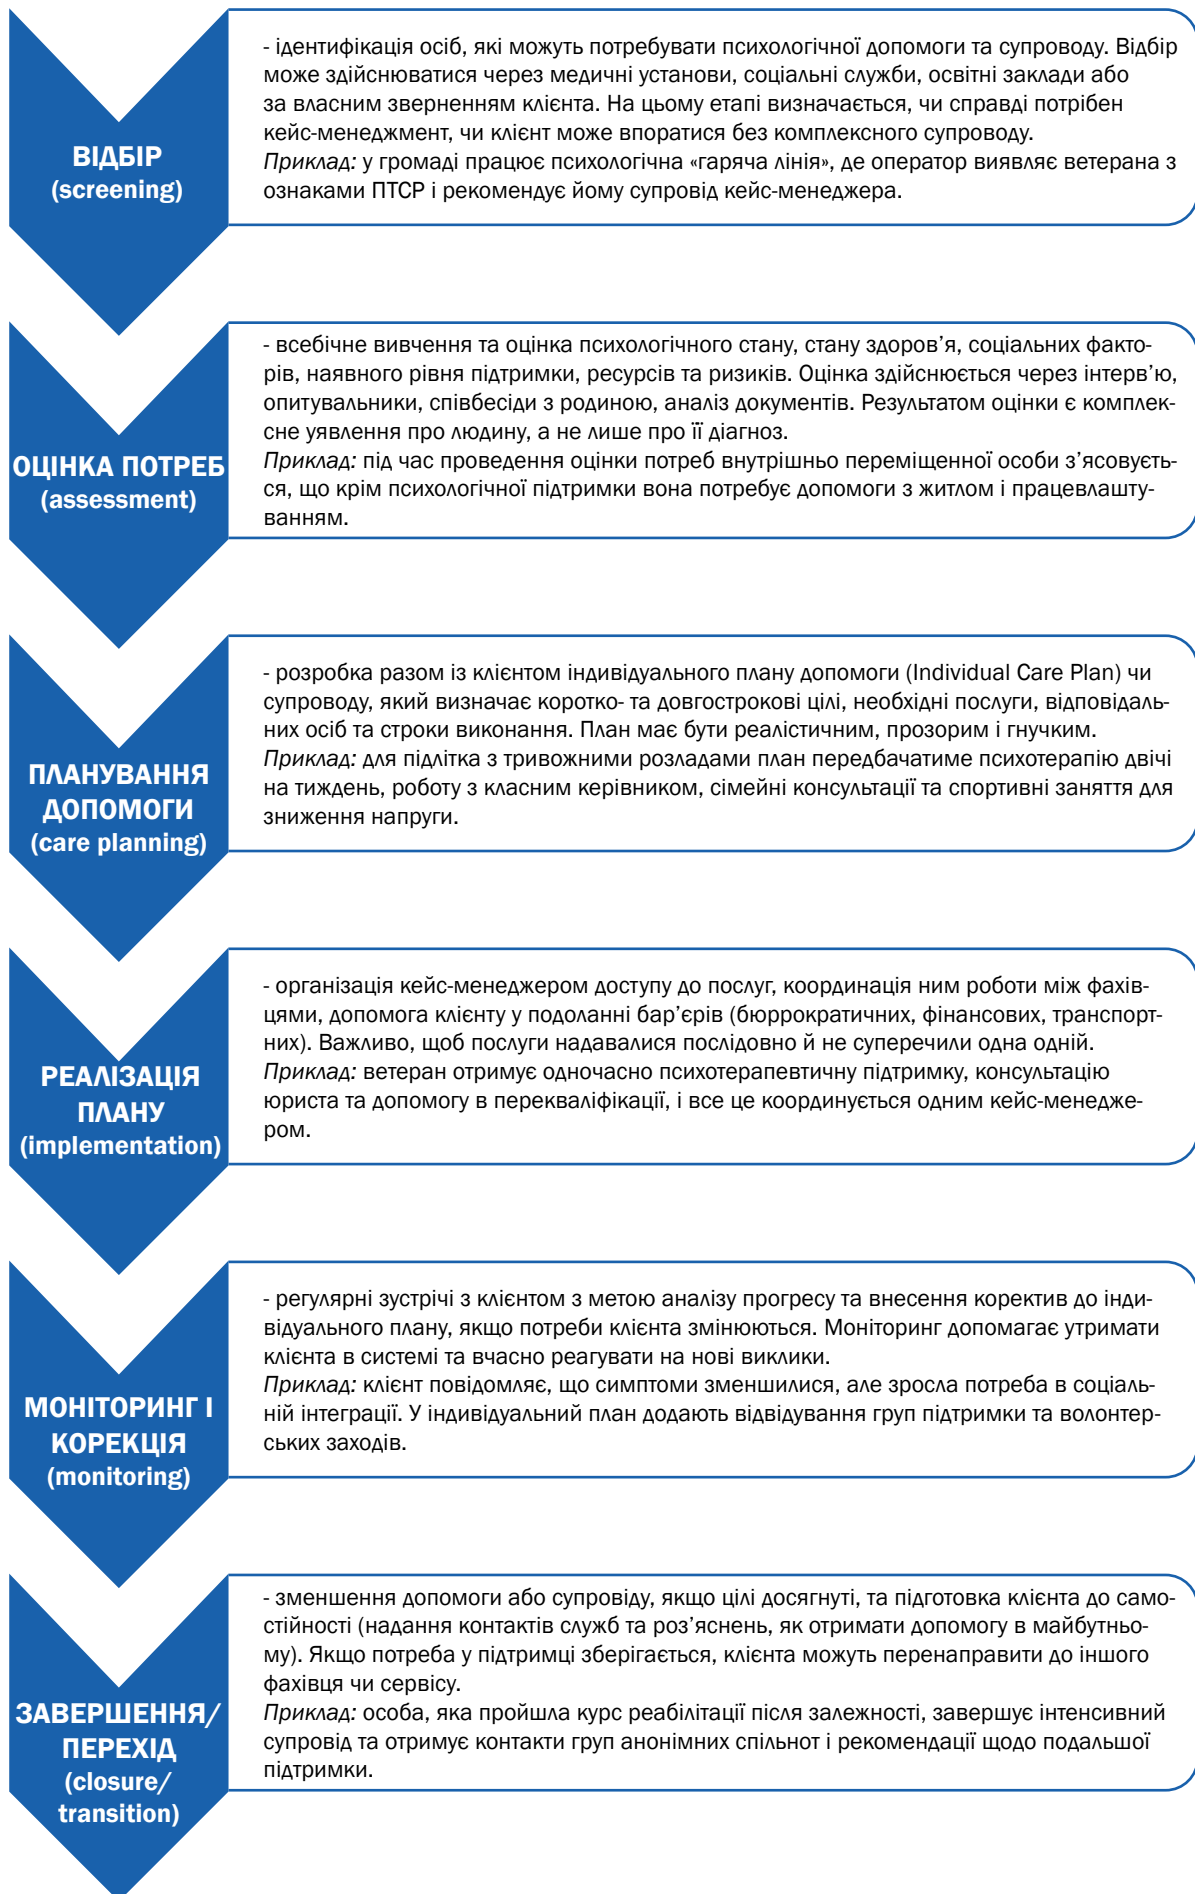 ВІДБІР
(screening)
- ідентифікація осіб, які можуть потребувати психологічної допомоги та супроводу. Відбір
може здійснюватися через медичні установи, соціальні служби, освітні заклади або
за власним зверненням клієнта. На цьому етапі визначається, чи справді потрібен
кейс-менеджмент, чи клієнт може впоратися без комплексного супроводу.
Приклад: у громаді працює психологічна «гаряча лінія», де оператор виявляє ветерана з
ознаками ПТСР і рекомендує йому супровід кейс-менеджера.
ОЦІНКА ПОТРЕБ
(assessment)
- всебічне вивчення та оцінка психологічного стану, стану здоров’я, соціальних факто-
рів, наявного рівня підтримки, ресурсів та ризиків. Оцінка здійснюється через інтерв’ю,
опитувальники, співбесіди з родиною, аналіз документів. Результатом оцінки є комплек-
сне уявлення про людину, а не лише про її діагноз.
Приклад: під час проведення оцінки потреб внутрішньо переміщенної особи з’ясовуєть-
ся, що крім психологічної підтримки вона потребує допомоги з житлом і працевлашту-
ванням.
ПЛАНУВАННЯ
ДОПОМОГИ
(care planning)
- розробка разом із клієнтом індивідуального плану допомоги (Individual Care Plan) чи
супроводу, який визначає коротко- та довгострокові цілі, необхідні послуги, відповідаль-
них осіб та строки виконання. План має бути реалістичним, прозорим і гнучким.
Приклад: для підлітка з тривожними розладами план передбачатиме психотерапію двічі
на тиждень, роботу з класним керівником, сімейні консультації та спортивні заняття для
зниження напруги.
РЕАЛІЗАЦІЯ
ПЛАНУ
(implementation)
- організація кейс-менеджером доступу до послуг, координація ним роботи між фахів-
цями, допомога клієнту у подоланні бар’єрів (бюррократичних, фінансових, транспорт-
них). Важливо, щоб послуги надавалися послідовно й не суперечили одна одній.
Приклад: ветеран отримує одночасно психотерапевтичну підтримку, консультацію
юриста та допомогу в перекваліфікації, і все це координується одним кейс-менедже-
ром.
МОНІТОРИНГ І
КОРЕКЦІЯ
(monitoring)
- регулярні зустрічі з клієнтом з метою аналізу прогресу та внесення коректив до інди-
відуального плану, якщо потреби клієнта змінюються. Моніторинг допомагає утримати
клієнта в системі та вчасно реагувати на нові виклики.
Приклад: клієнт повідомляє, що симптоми зменшилися, але зросла потреба в соціаль-
ній інтеграції. У індивідуальний план додають відвідування груп підтримки та волонтер-
ських заходів.
ЗАВЕРШЕННЯ/
ПЕРЕХІД
(closure/
transition)
- зменшення допомоги або супровіду, якщо цілі досягнуті, та підготовка клієнта до само-
стійності (надання контактів служб та роз’яснень, як отримати допомогу в майбутньо-
му). Якщо потреба у підтримці зберігається, клієнта можуть перенаправити до іншого
фахівця чи сервісу.
Приклад: особа, яка пройшла курс реабілітації після залежності, завершує інтенсивний
супровід та отримує контакти груп анонімних спільнот і рекомендації щодо подальшої
підтримки.